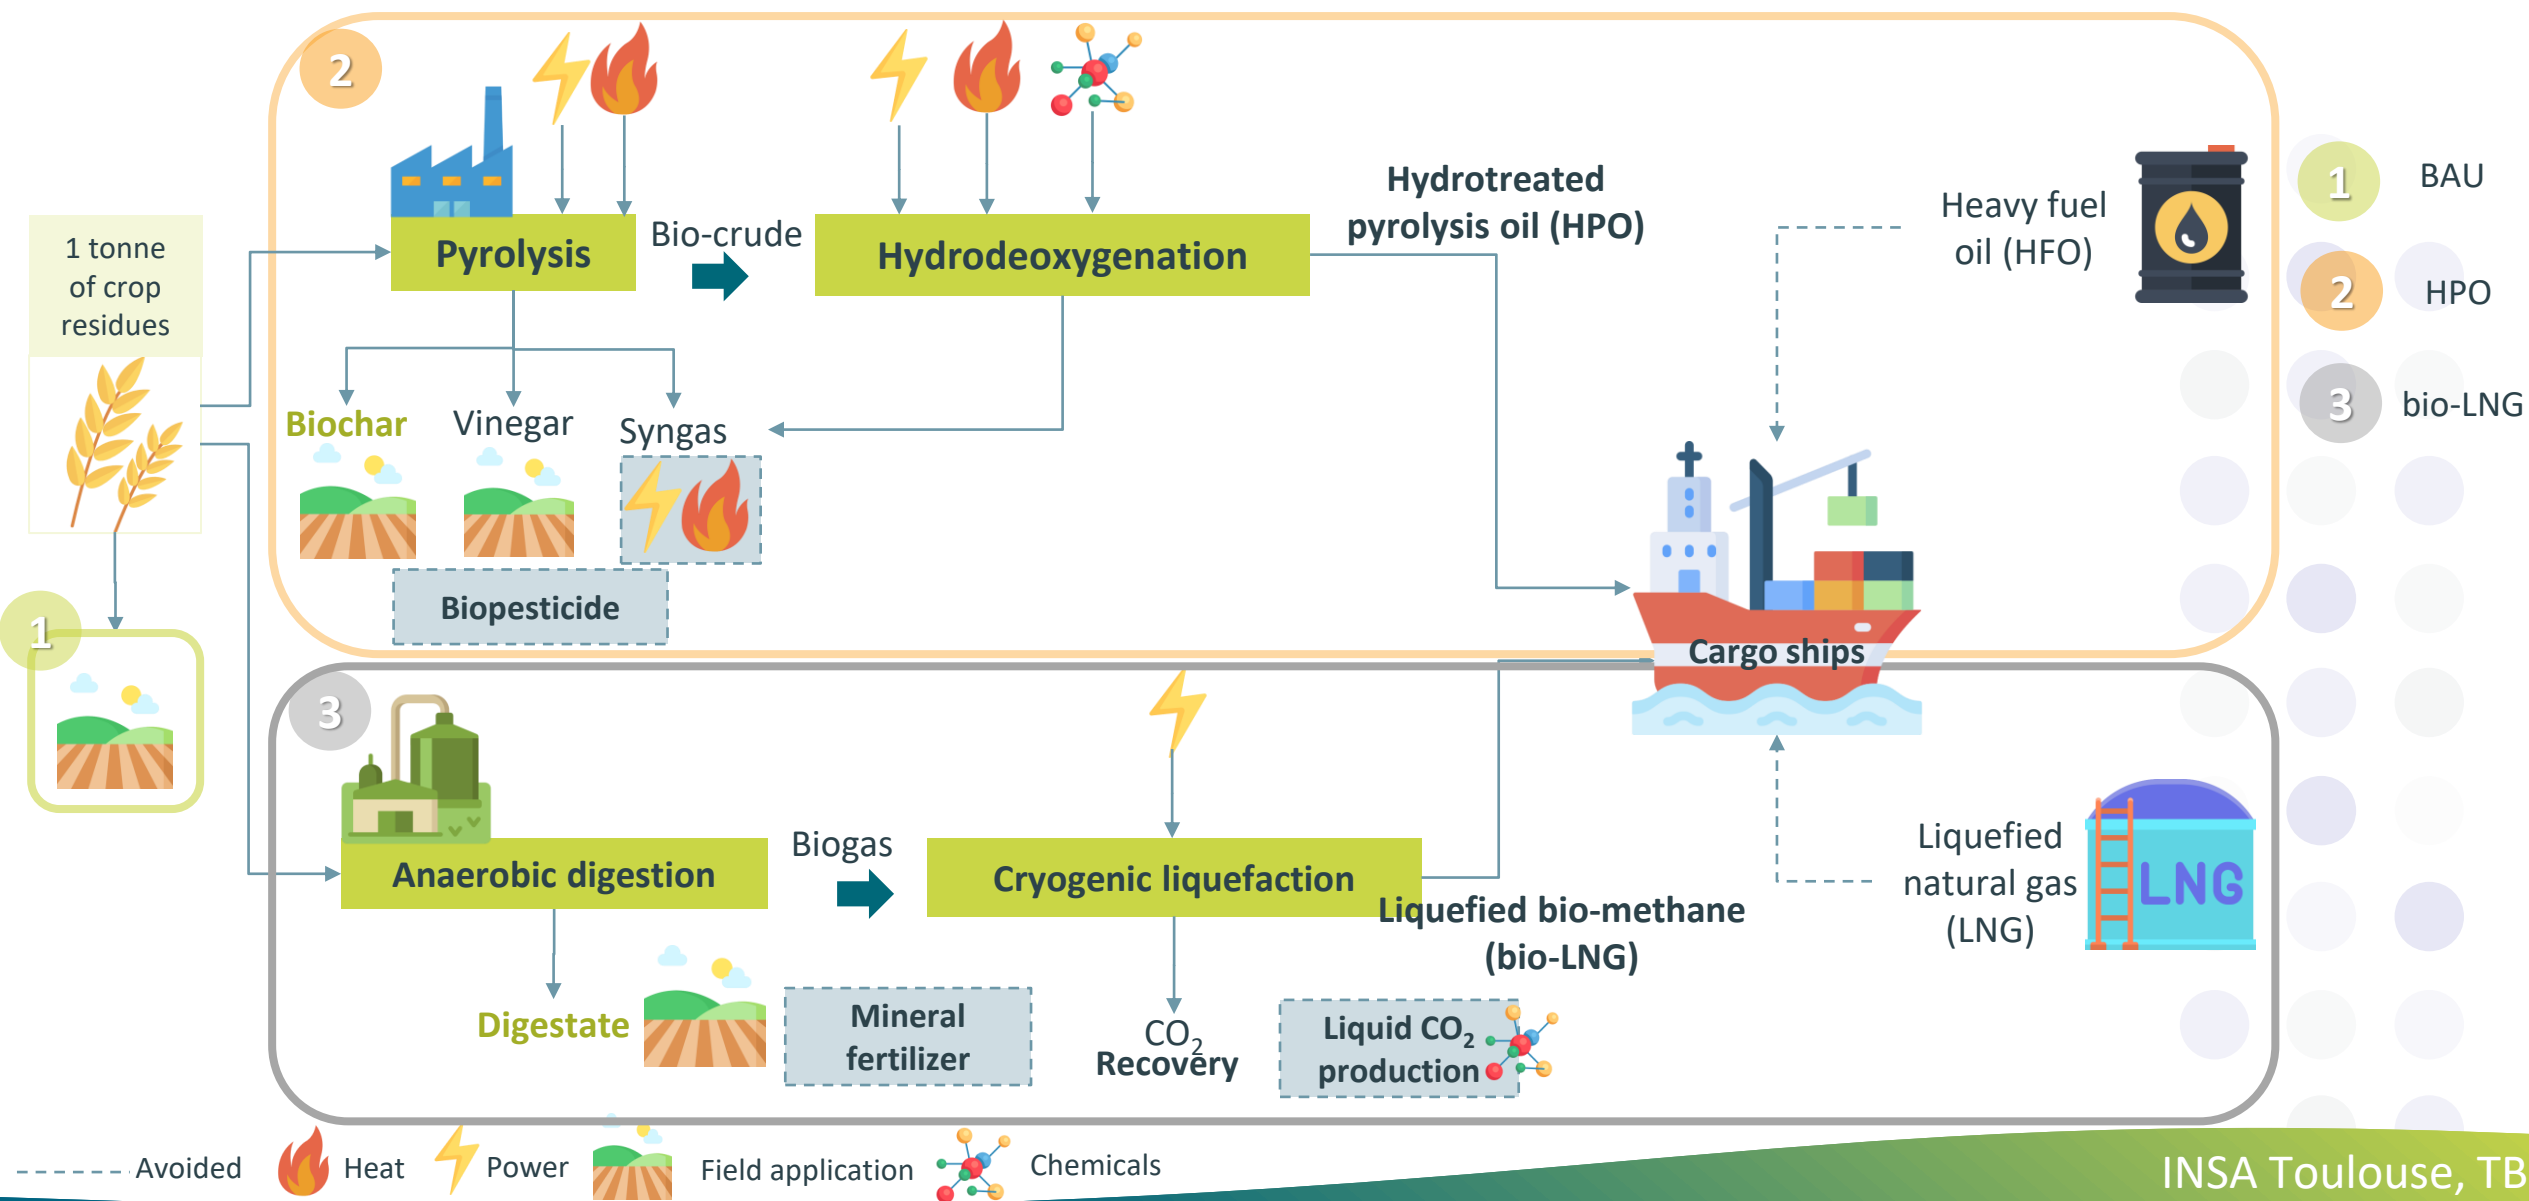 2
1 tonne
of crop
residues
Pyrolysis
Bio-crude
Hydrodeoxygenation
Hydrotreated
pyrolysis oil (HPO)
Heavy fuel
oil (HFO)
1 BAU
2 HPO
3 bio-LNG
Biochar
Vinegar
Syngas
Biopesticide
1
Cargo ships
3
Anaerobic digestion
Biogas
Cryogenic liquefaction
Liquefied bio-methane
(bio-LNG)
Liquefied
natural gas
(LNG)
LNG
Digestate
Mineral
fertilizer
CO2
Recovery
Liquid CO2
production
Avoided
Heat
Power
Field application
Chemicals
INSA Toulouse, TB